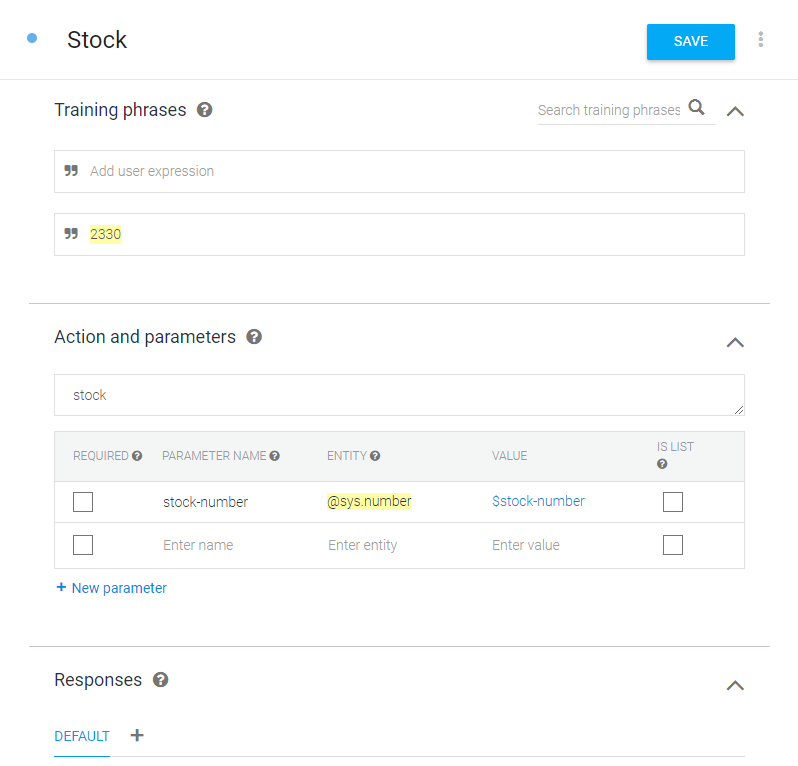 Stock
SAVE
Training phrases
Search training phrases
Add user expression
2330
Action and parameters
stock
REQUIRED PARAMETER NAME ENTITY VALUE IS LIST
stock-number @sys.number $stock-number
Enter name Enter entity Enter value
+ New parameter
Responses
DEFAULT +